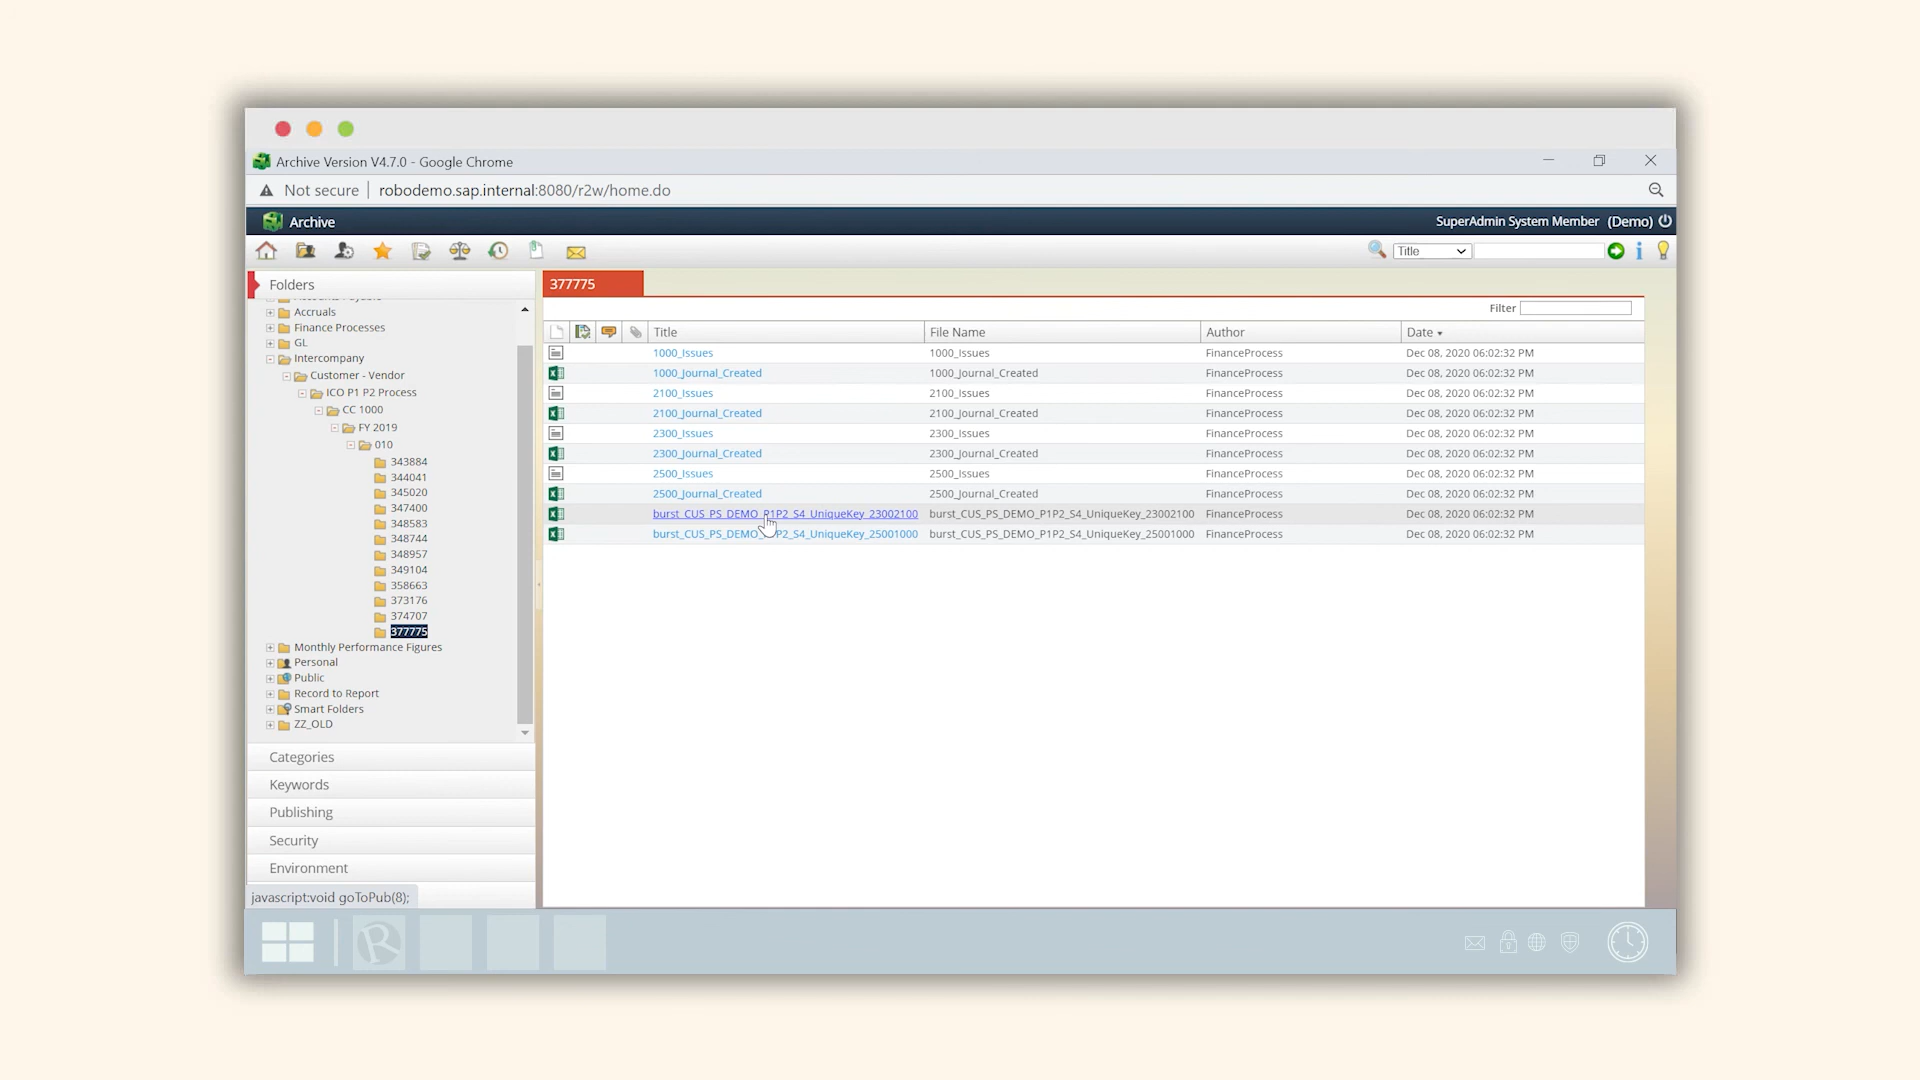 Archive Version V4.7.0 - Google Chrome
Not secure | robodemo.sap.internal:8080/r2w/home.do
Archive
SuperAdmin System Member (Demo)
Title
Folders
377775
Filter
Title File Name Author Date
Accruals
Finance Processes
GL
Intercompany
Customer - Vendor
ICO P1 P2 Process
CC 1000
FY 2019
010
343884
344041
345020
347400
348583
348744
348957
349104
358663
373176
374707
377775
Monthly Performance Figures
Personal
Public
Record to Report
Smart Folders
ZZ_OLD
1000_Issues 1000_Issues FinanceProcess Dec 08, 2020 06:02:32 PM
1000_Journal_Created 1000_Journal_Created FinanceProcess Dec 08, 2020 06:02:32 PM
2100_Issues 2100_Issues FinanceProcess Dec 08, 2020 06:02:32 PM
2100_Journal_Created 2100_Journal_Created FinanceProcess Dec 08, 2020 06:02:32 PM
2300_Issues 2300_Issues FinanceProcess Dec 08, 2020 06:02:32 PM
2300_Journal_Created 2300_Journal_Created FinanceProcess Dec 08, 2020 06:02:32 PM
2500_Issues 2500_Issues FinanceProcess Dec 08, 2020 06:02:32 PM
2500_Journal_Created 2500_Journal_Created FinanceProcess Dec 08, 2020 06:02:32 PM
burst_CUS_PS_DEMO_P1P2_S4_UniqueKey_23002100 burst_CUS_PS_DEMO_P1P2_S4_UniqueKey_23002100 FinanceProcess Dec 08, 2020 06:02:32 PM
burst_CUS_PS_DEMO_P1P2_S4_UniqueKey_25001000 burst_CUS_PS_DEMO_P1P2_S4_UniqueKey_25001000 FinanceProcess Dec 08, 2020 06:02:32 PM
Categories
Keywords
Publishing
Security
Environment
javascript:void goToPub(8);